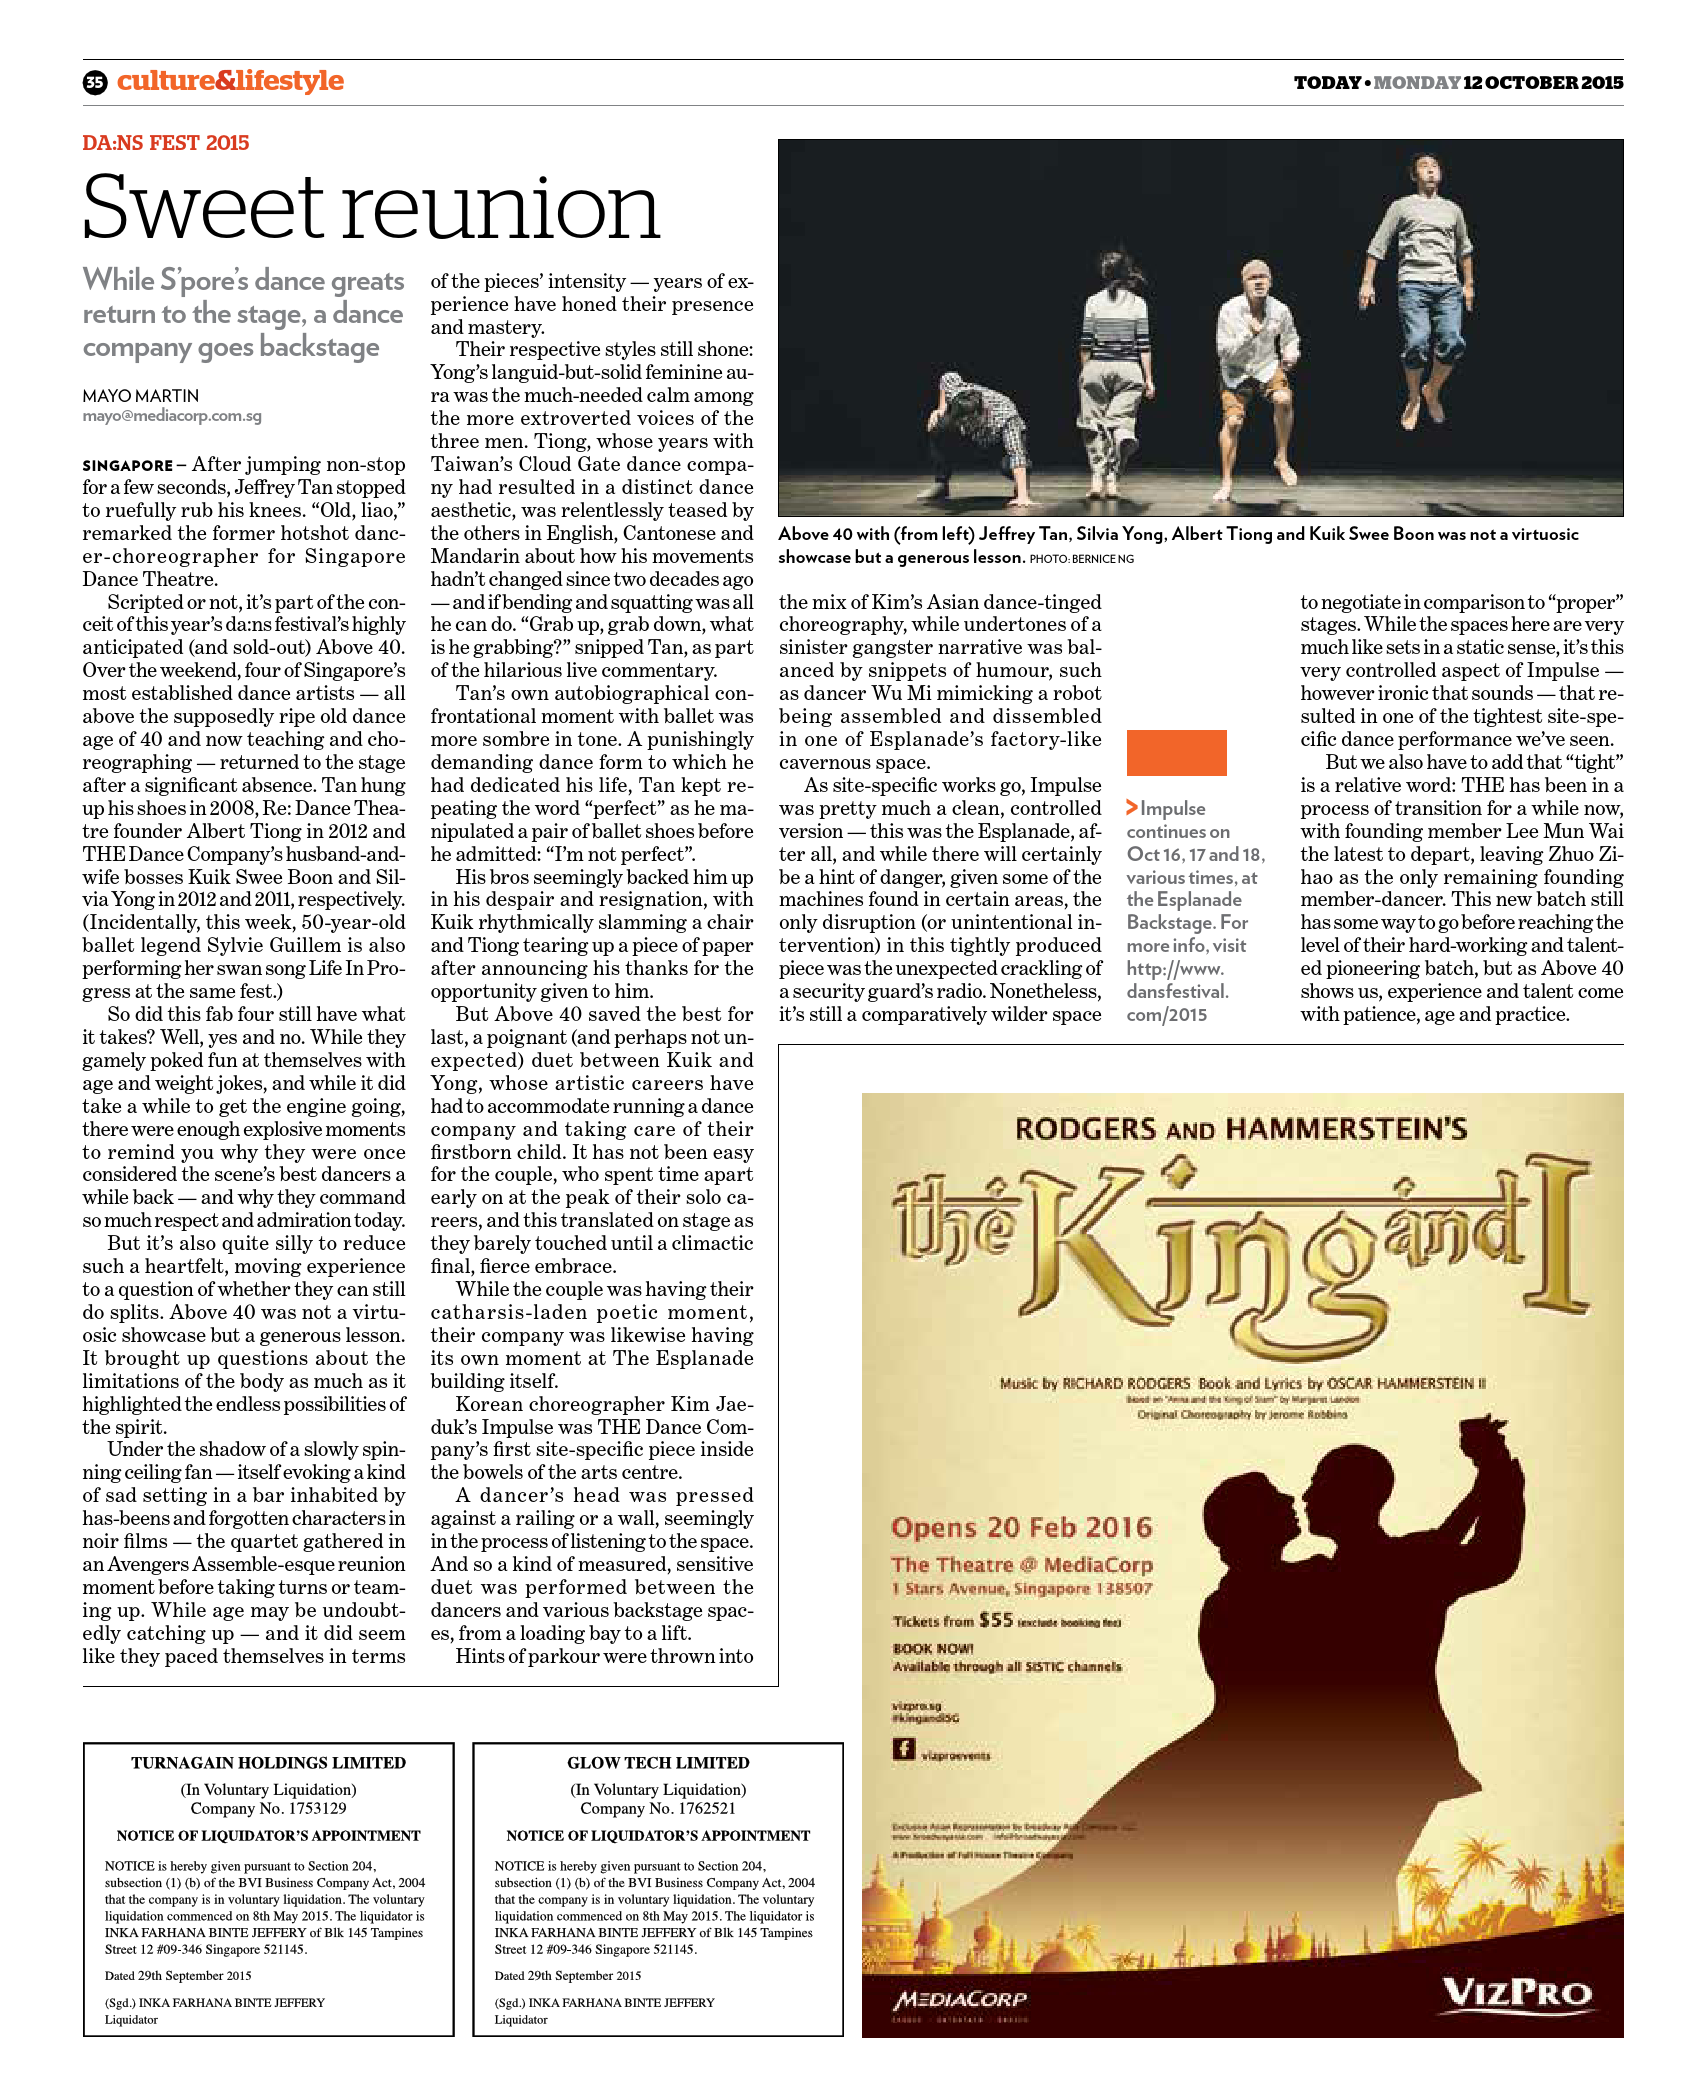 35 culture&lifestyle
TODAY • MONDAY 12 OCTOBER 2015
DA:NS FEST 2015
Sweet reunion
While S’pore’s dance greats
return to the stage, a dance
company goes backstage
MAYO MARTIN
mayo@mediacorp.com.sg
SINGAPORE – After jumping non-stop
for a few seconds, Jeffrey Tan stopped
to ruefully rub his knees. “Old, liao,”
remarked the former hotshot danc-
er-choreographer for Singapore
Dance Theatre.
Scripted or not, it’s part of the con-
ceit of this year’s da:ns festival’s highly
anticipated (and sold-out) Above 40.
Over the weekend, four of Singapore’s
most established dance artists — all
above the supposedly ripe old dance
age of 40 and now teaching and cho-
reographing — returned to the stage
after a significant absence. Tan hung
up his shoes in 2008, Re: Dance Thea-
tre founder Albert Tiong in 2012 and
THE Dance Company’s husband-and-
wife bosses Kuik Swee Boon and Sil-
via Yong in 2012 and 2011, respectively.
(Incidentally, this week, 50-year-old
ballet legend Sylvie Guillem is also
performing her swan song Life In Pro-
gress at the same fest.)
So did this fab four still have what
it takes? Well, yes and no. While they
gamely poked fun at themselves with
age and weight jokes, and while it did
take a while to get the engine going,
there were enough explosive moments
to remind you why they were once
considered the scene’s best dancers a
while back — and why they command
so much respect and admiration today.
But it’s also quite silly to reduce
such a heartfelt, moving experience
to a question of whether they can still
do splits. Above 40 was not a virtu-
osic showcase but a generous lesson.
It brought up questions about the
limitations of the body as much as it
highlighted the endless possibilities of
the spirit.
Under the shadow of a slowly spin-
ning ceiling fan — itself evoking a kind
of sad setting in a bar inhabited by
has-beens and forgotten characters in
noir films — the quartet gathered in
an Avengers Assemble-esque reunion
moment before taking turns or team-
ing up. While age may be undoubt-
edly catching up — and it did seem
like they paced themselves in terms
of the pieces’ intensity — years of ex-
perience have honed their presence
and mastery.
Their respective styles still shone:
Yong’s languid-but-solid feminine au-
ra was the much-needed calm among
the more extroverted voices of the
three men. Tiong, whose years with
Taiwan’s Cloud Gate dance compa-
ny had resulted in a distinct dance
aesthetic, was relentlessly teased by
the others in English, Cantonese and
Mandarin about how his movements
hadn’t changed since two decades ago
— and if bending and squatting was all
he can do. “Grab up, grab down, what
is he grabbing?” snipped Tan, as part
of the hilarious live commentary.
Tan’s own autobiographical con-
frontational moment with ballet was
more sombre in tone. A punishingly
demanding dance form to which he
had dedicated his life, Tan kept re-
peating the word “perfect” as he ma-
nipulated a pair of ballet shoes before
he admitted: “I’m not perfect”.
His bros seemingly backed him up
in his despair and resignation, with
Kuik rhythmically slamming a chair
and Tiong tearing up a piece of paper
after announcing his thanks for the
opportunity given to him.
But Above 40 saved the best for
last, a poignant (and perhaps not un-
expected) duet between Kuik and
Yong, whose artistic careers have
had to accommodate running a dance
company and taking care of their
firstborn child. It has not been easy
for the couple, who spent time apart
early on at the peak of their solo ca-
reers, and this translated on stage as
they barely touched until a climactic
final, fierce embrace.
While the couple was having their
catharsis-laden poetic moment,
their company was likewise having
its own moment at The Esplanade
building itself.
Korean choreographer Kim Jae-
duk’s Impulse was THE Dance Com-
pany’s first site-specific piece inside
the bowels of the arts centre.
A dancer’s head was pressed
against a railing or a wall, seemingly
in the process of listening to the space.
And so a kind of measured, sensitive
duet was performed between the
dancers and various backstage spac-
es, from a loading bay to a lift.
Hints of parkour were thrown into
Above 40 with (from left) Jeffrey Tan, Silvia Yong, Albert Tiong and Kuik Swee Boon was not a virtuosic
showcase but a generous lesson. PHOTO: BERNICE NG
the mix of Kim’s Asian dance-tinged
choreography, while undertones of a
sinister gangster narrative was bal-
anced by snippets of humour, such
as dancer Wu Mi mimicking a robot
being assembled and dissembled
in one of Esplanade’s factory-like
cavernous space.
As site-specific works go, Impulse
was pretty much a clean, controlled
version — this was the Esplanade, af-
ter all, and while there will certainly
be a hint of danger, given some of the
machines found in certain areas, the
only disruption (or unintentional in-
tervention) in this tightly produced
piece was the unexpected crackling of
a security guard’s radio. Nonetheless,
it’s still a comparatively wilder space
> Impulse
continues on
Oct 16, 17 and 18,
various times, at
the Esplanade
Backstage. For
more info, visit
http://www.
dansfestival.
com/2015
to negotiate in comparison to “proper”
stages. While the spaces here are very
much like sets in a static sense, it’s this
very controlled aspect of Impulse —
however ironic that sounds — that re-
sulted in one of the tightest site-spe-
cific dance performance we’ve seen.
But we also have to add that “tight”
is a relative word: THE has been in a
process of transition for a while now,
with founding member Lee Mun Wai
the latest to depart, leaving Zhuo Zi-
hao as the only remaining founding
member-dancer. This new batch still
has some way to go before reaching the
level of their hard-working and talent-
ed pioneering batch, but as Above 40
shows us, experience and talent come
with patience, age and practice.
TURNAGAIN HOLDINGS LIMITED
(In Voluntary Liquidation)
Company No. 1753129
NOTICE OF LIQUIDATOR’S APPOINTMENT
NOTICE is hereby given pursuant to Section 204,
subsection (1) (b) of the BVI Business Company Act, 2004
that the company is in voluntary liquidation. The voluntary
liquidation commenced on 8th May 2015. The liquidator is
INKA FARHANA BINTE JEFFERY of Blk 145 Tampines
Street 12 #09-346 Singapore 521145.
Dated 29th September 2015
(Sgd.) INKA FARHANA BINTE JEFFERY
Liquidator
GLOW TECH LIMITED
(In Voluntary Liquidation)
Company No. 1762521
NOTICE OF LIQUIDATOR’S APPOINTMENT
NOTICE is hereby given pursuant to Section 204,
subsection (1) (b) of the BVI Business Company Act, 2004
that the company is in voluntary liquidation. The voluntary
liquidation commenced on 8th May 2015. The liquidator is
INKA FARHANA BINTE JEFFERY of Blk 145 Tampines
Street 12 #09-346 Singapore 521145.
Dated 29th September 2015
(Sgd.) INKA FARHANA BINTE JEFFERY
Liquidator
RODGERS AND HAMMERSTEIN’S
the King and I
Music by RICHARD RODGERS Book and Lyrics by OSCAR HAMMERSTEIN II
Based on "Anna and the King of Siam" by Margaret Landon
Original Choreography by Jerome Robbins
Opens 20 Feb 2016
The Theatre @ MediaCorp
1 Stars Avenue, Singapore 138507
Tickets from $55 (exclude booking fee)
BOOK NOW!
Available through all SISTIC channels
vizpro.sg
#kingandiSG
f vizproevents
Exclusive Asian Representation by Broadway Asia Company LLC
www.broadwayasia.com info@broadwayasia.com
A Production of Full House Theatre Company
MEDIACORP
VIZPRO